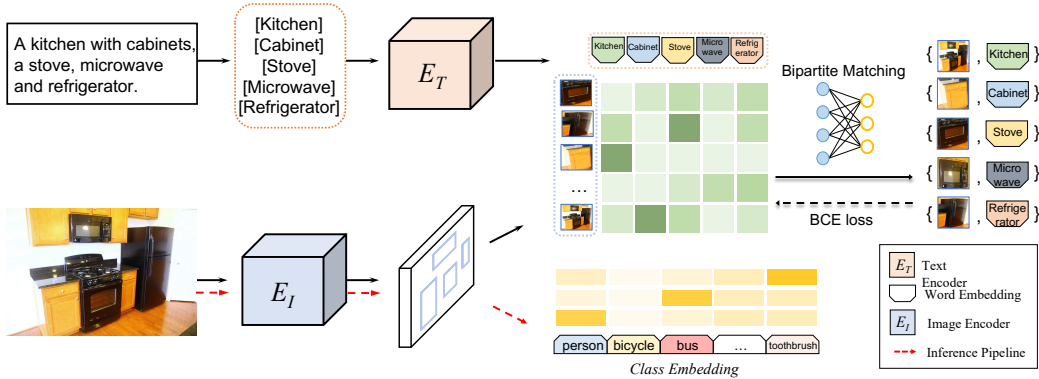 A kitchen with cabinets,
a stove, microwave
and refrigerator.
[Kitchen]
[Cabinet]
[Stove]
[Microwave]
[Refrigerator]
E_T
Kitchen
Cabinet
Stove
Micro
wave
Refrig
erator
...
Bipartite Matching
BCE loss
{ , Kitchen }
{ , Cabinet }
{ , Stove }
{ , Micro
wave }
{ , Refrige
rator }
E_I
person
bicycle
bus
...
toothbrush
Class Embedding
E_T Text
Encoder
Word Embedding
E_I Image Encoder
Inference Pipeline